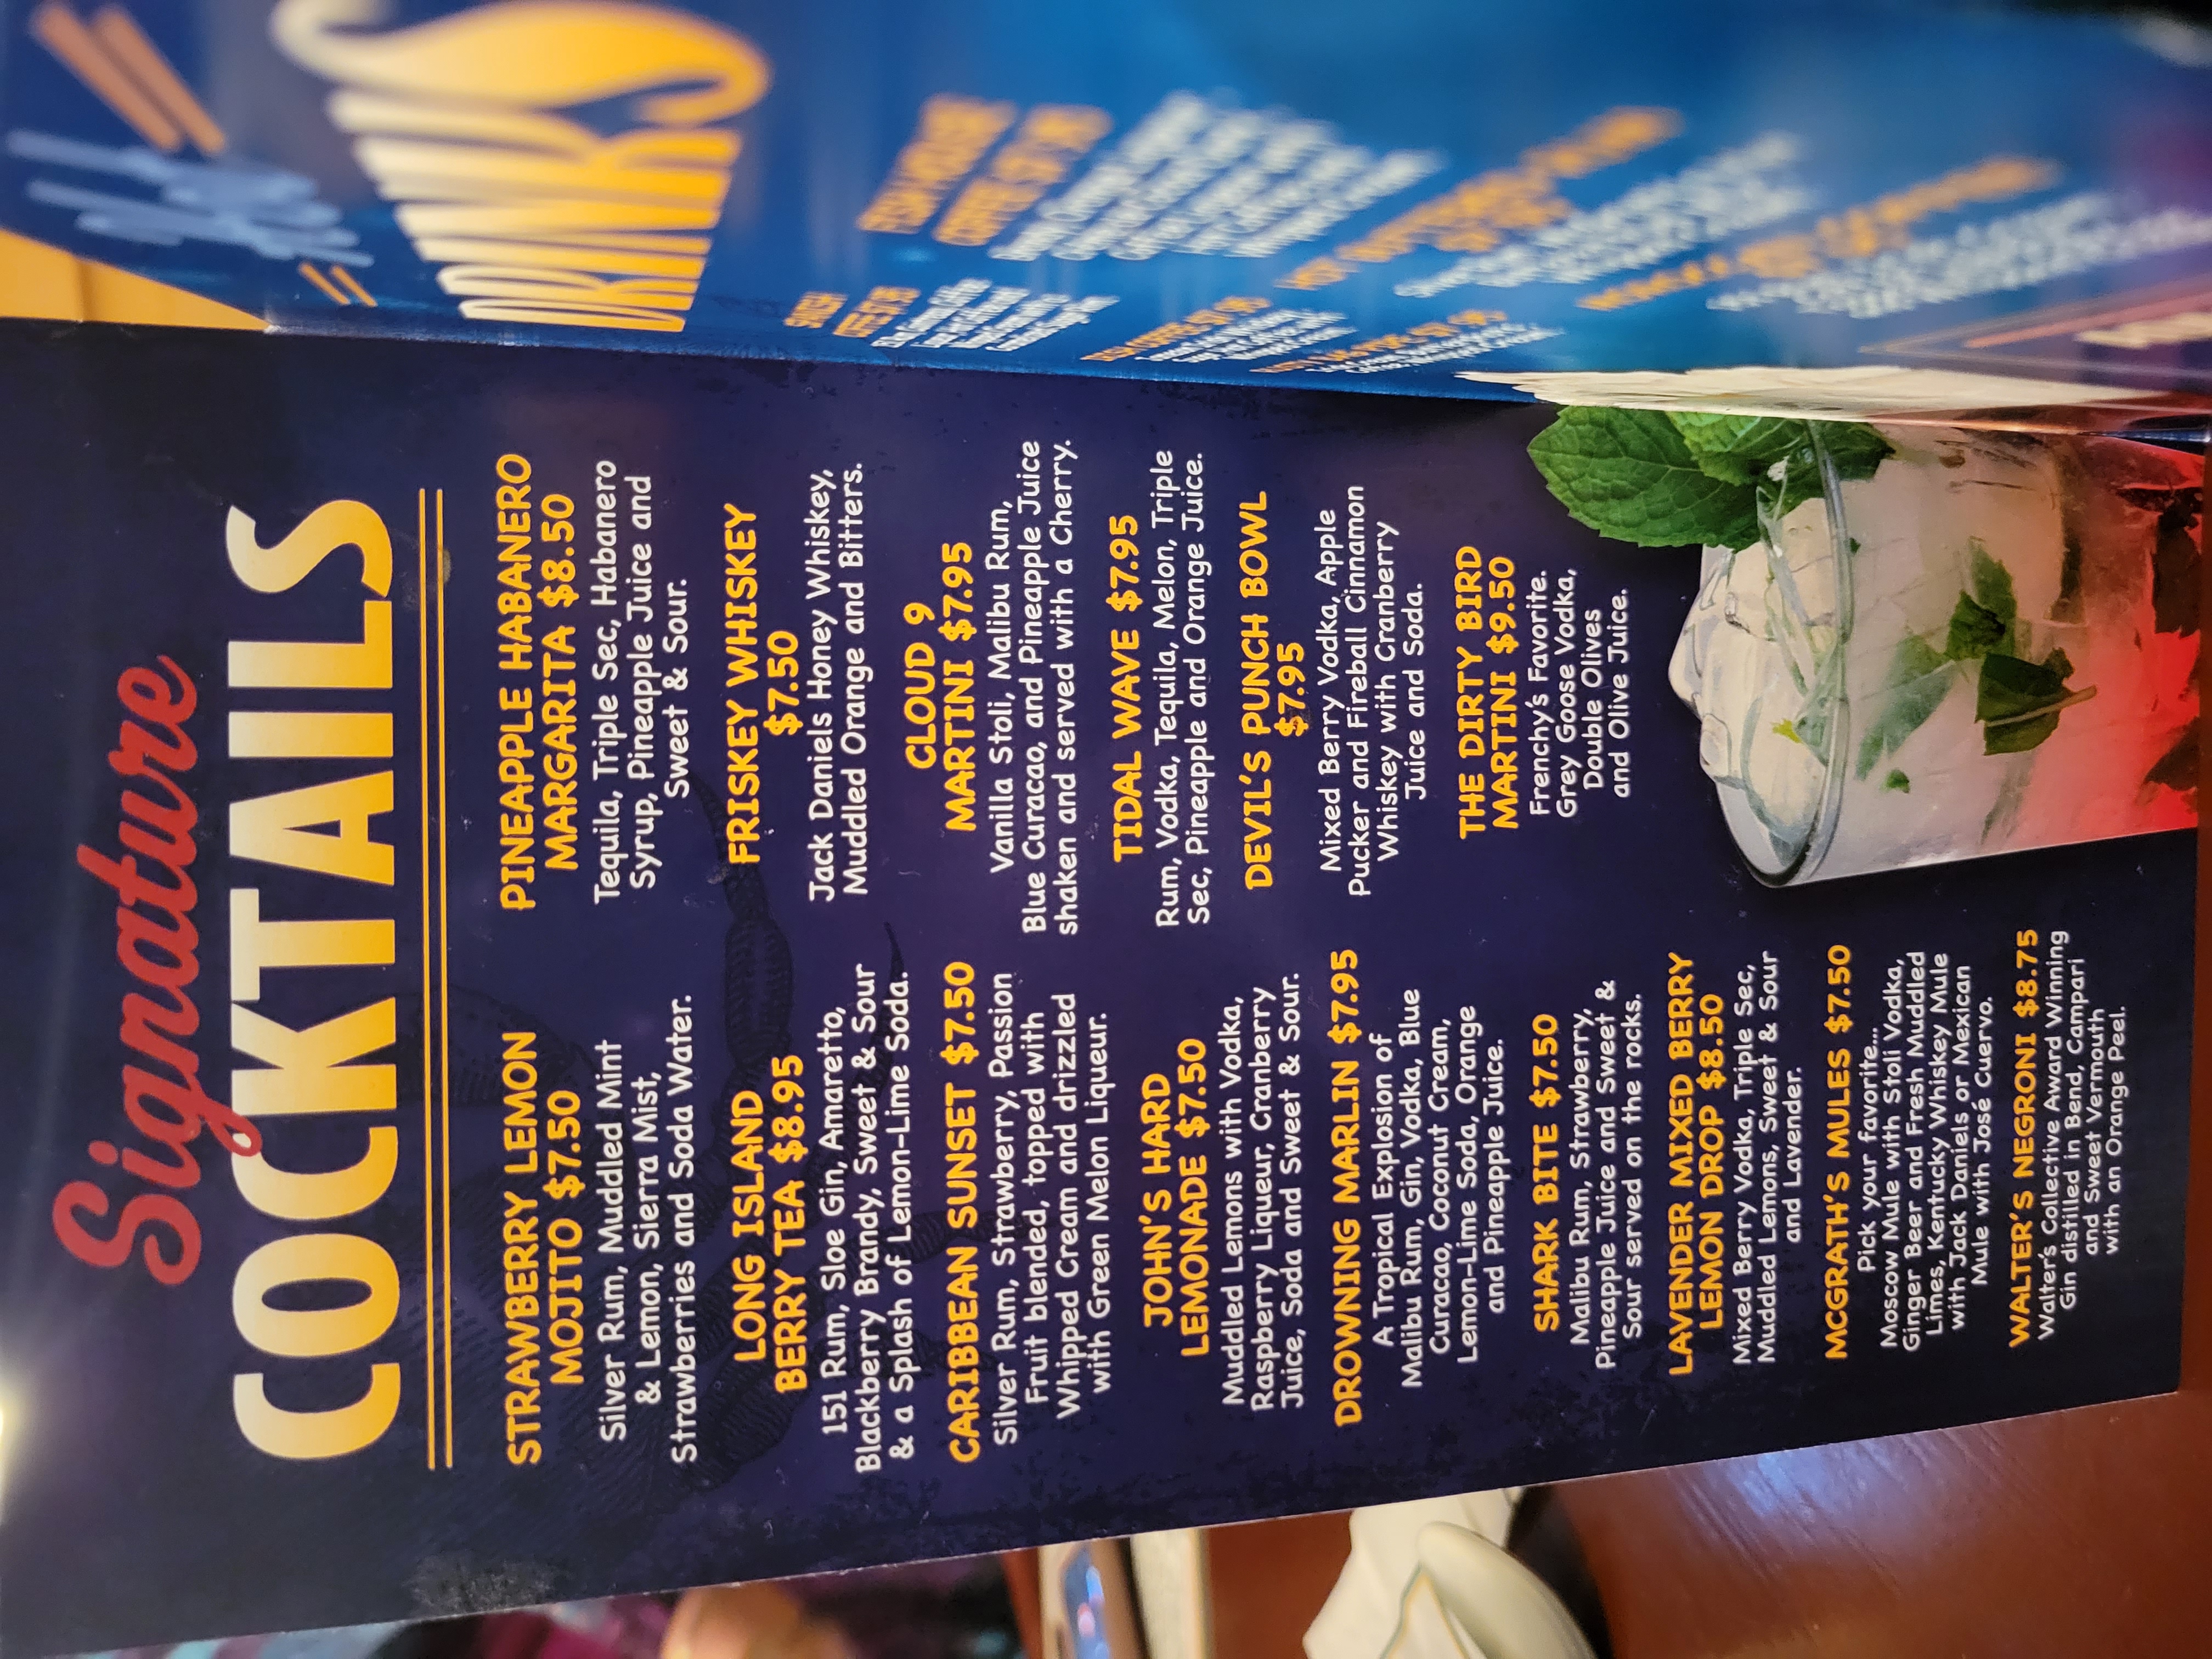 Signature
COCKTAILS
STRAWBERRY LEMON
MOJITO $7.50
Silver Rum, Muddled Mint
& Lemon, Sierra Mist,
Strawberries and Soda Water.
LONG ISLAND
BERRY TEA $8.95
151 Rum, Sloe Gin, Amaretto,
Blackberry Brandy, Sweet & Sour
& a Splash of Lemon-Lime Soda.
CARIBBEAN SUNSET $7.50
Silver Rum, Strawberry, Passion
Fruit blended, topped with
Whipped Cream and drizzled
with Green Melon Liqueur.
JOHN'S HARD
LEMONADE $7.50
Muddled Lemons with Vodka,
Raspberry Liqueur, Cranberry
Juice, Soda and Sweet & Sour.
DROWNING MARLIN $7.95
A Tropical Explosion of
Malibu Rum, Gin, Vodka, Blue
Curacao, Coconut Cream,
Lemon-Lime Soda, Orange
and Pineapple Juice.
SHARK BITE $7.50
Malibu Rum, Strawberry,
Pineapple Juice and Sweet &
Sour served on the rocks.
LAVENDER MIXED BERRY
LEMON DROP $8.50
Mixed Berry Vodka, Triple Sec,
Muddled Lemons, Sweet & Sour
and Lavender.
MCGRATH'S MULES $7.50
Pick your favorite...
Moscow Mule with Stoli Vodka,
Ginger Beer and Fresh Muddled
Limes, Kentucky Whiskey Mule
with Jack Daniels or Mexican
Mule with Jose Cuervo.
WALTER'S NEGRONI $8.75
Walter's Collective Award Winning
Gin distilled in Bend, Campari
and Sweet Vermouth
with an Orange Peel.
PINEAPPLE HABANERO
MARGARITA $8.50
Tequila, Triple Sec, Habanero
Syrup, Pineapple Juice and
Sweet & Sour.
FRISKEY WHISKEY
$7.50
Jack Daniels Honey Whiskey,
Muddled Orange and Bitters.
CLOUD 9
MARTINI $7.95
Vanilla Stoli, Malibu Rum,
Blue Curacao, and Pineapple Juice
shaken and served with a Cherry.
TIDAL WAVE $7.95
Rum, Vodka, Tequila, Melon, Triple
Sec, Pineapple and Orange Juice.
DEVIL'S PUNCH BOWL
$7.95
Mixed Berry Vodka, Apple
Pucker and Fireball Cinnamon
Whiskey with Cranberry
Juice and Soda.
THE DIRTY BIRD
MARTINI $9.50
Frenchy's Favorite.
Grey Goose Vodka,
Double Olives
and Olive Juice.
DRINKS